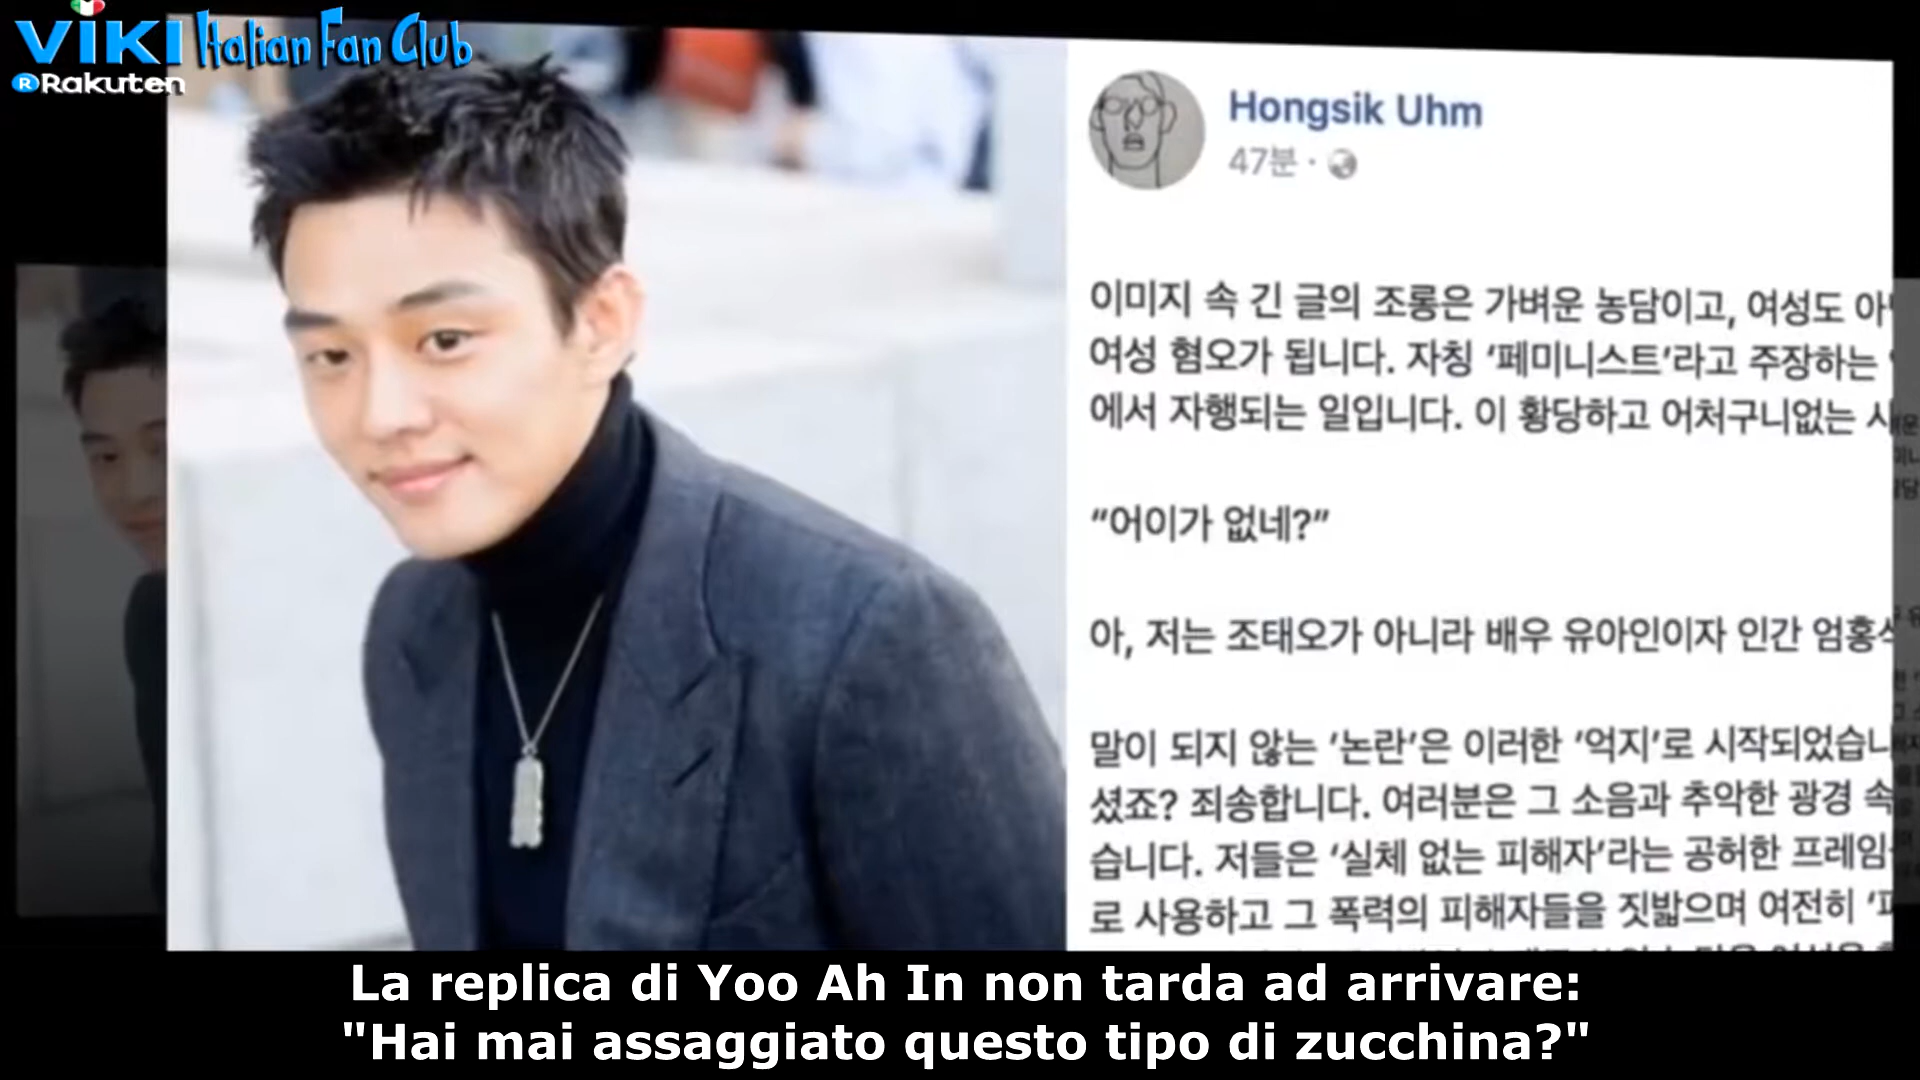 VIKI Italian Fan Club
R Rakuten
Hongsik Uhm
47분 ·
이미지 속 긴 글의 조롱은 가벼운 농담이고, 여성도
여성 혐오가 됩니다. 자칭 '페미니스트'라고 주장하는
에서 자행되는 일입니다. 이 황당하고 어처구니없는
"어이가 없네?"
아, 저는 조태오가 아니라 배우 유아인이자 인간 엄홍식
말이 되지 않는 '논란'은 이러한 '억지'로 시작되었습니
셨죠? 죄송합니다. 여러분은 그 소음과 추악한 광경 속
습니다. 저들은 '실체 없는 피해자'라는 공허한 프레임
로 사용하고 그 폭력의 피해자들을 짓밟으며 여전히
La replica di Yoo Ah In non tarda ad arrivare:
"Hai mai assaggiato questo tipo di zucchina?"